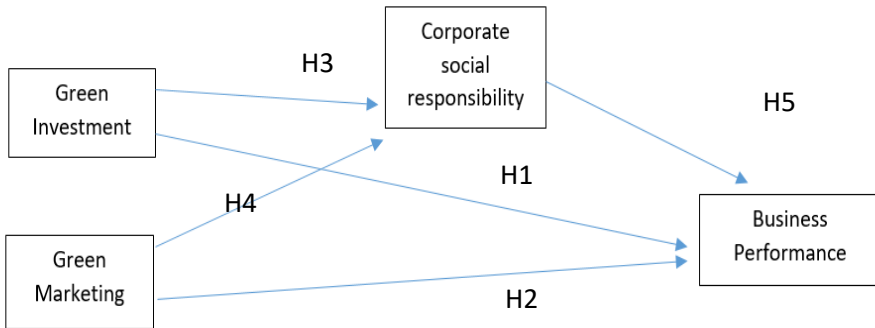 Corporate
social
responsibility
H3
Green
Investment
H5
H1
H4
Business
Performance
Green
Marketing
H2